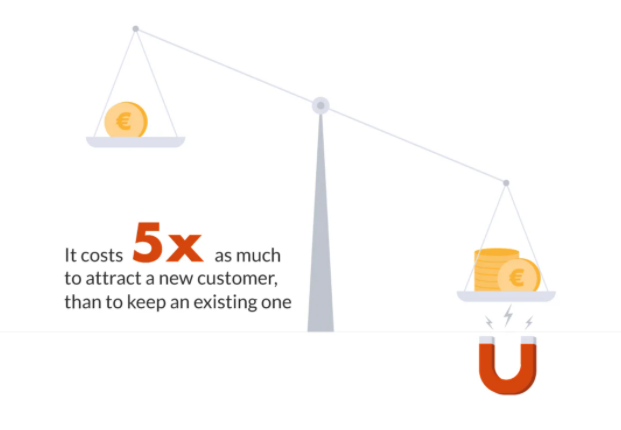 €
It costs 5x as much
to attract a new customer,
than to keep an existing one
€